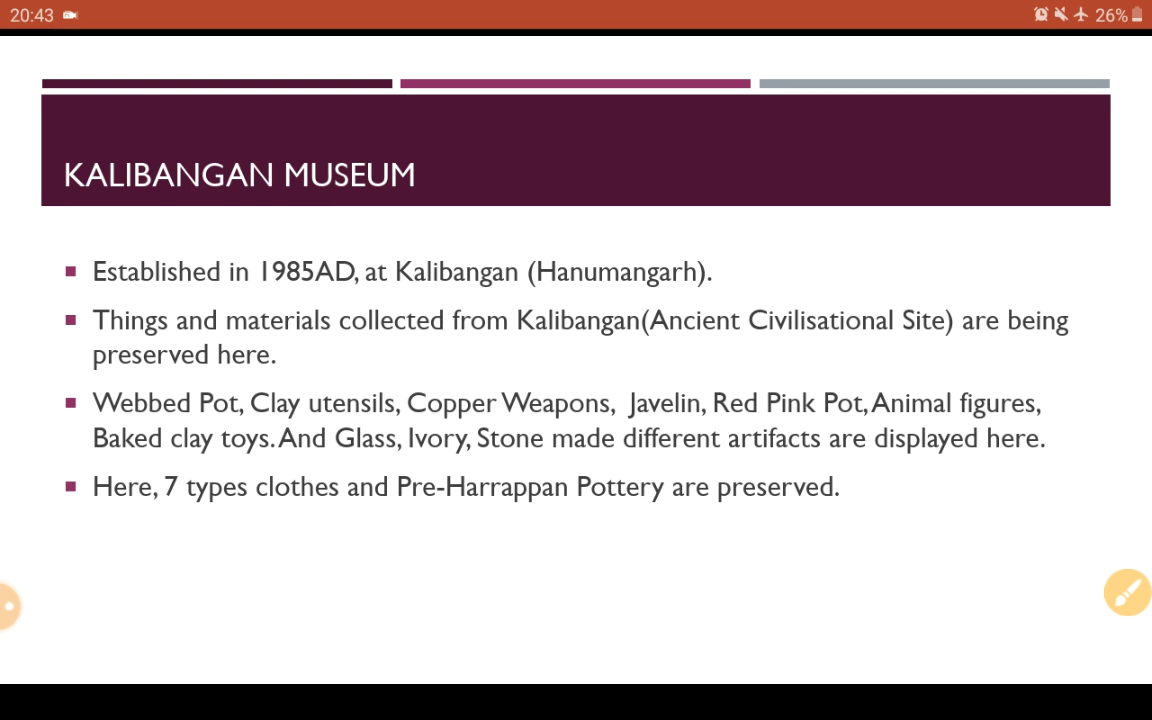 20:43
26%
KALIBANGAN MUSEUM
Established in 1985AD, at Kalibangan (Hanumangarh).
Things and materials collected from Kalibangan(Ancient Civilisational Site) are being
preserved here.
Webbed Pot, Clay utensils, Copper Weapons,  Javelin, Red Pink Pot, Animal figures,
Baked clay toys. And Glass, Ivory, Stone made different artifacts are displayed here.
Here, 7 types clothes and Pre-Harrappan Pottery are preserved.